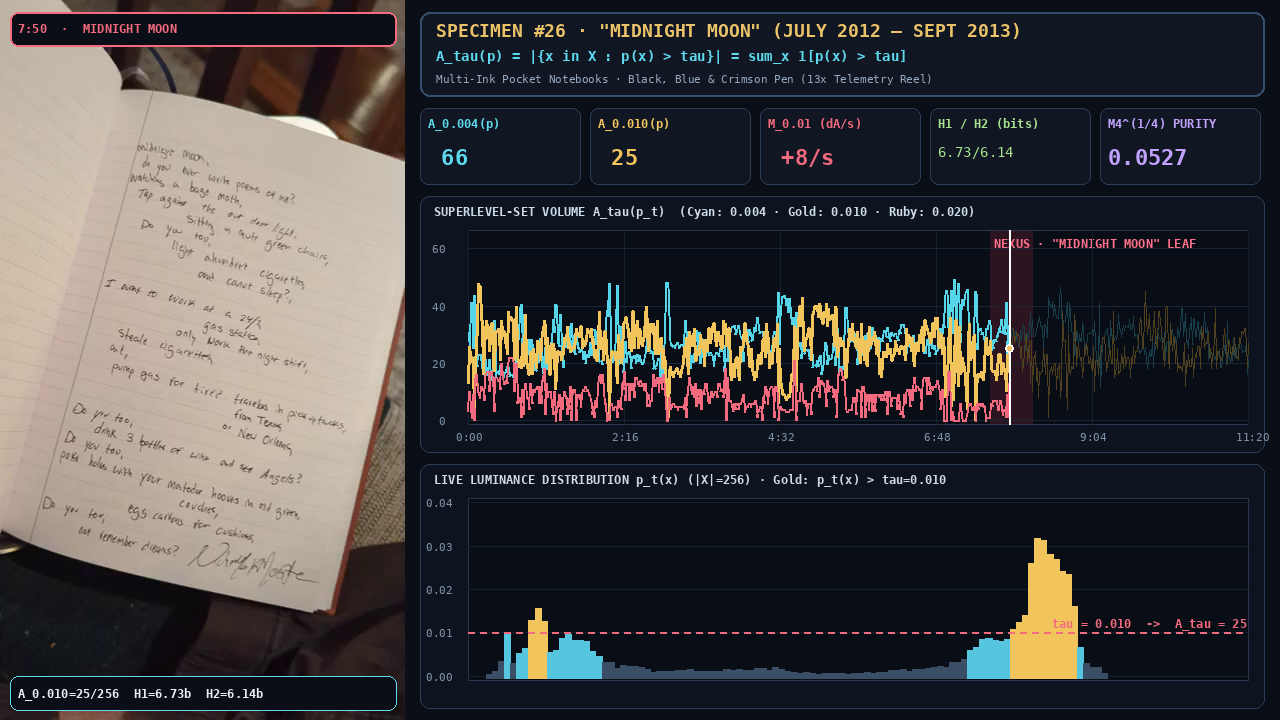 7:50 · MIDNIGHT MOON
midnight moon,
do you ever write poems of me?
watching a bage moth,
Tap against the out door light.
Sitting in mute green chairs,
Do you too,
light ahundret cigarettes,
and canut sleep?,
I want to work at a 24/7,
gas station,
only work the night shift,
steale cigarettes,
and,
pump gas for tired travelers in pickuptrucks,
from Texas
or New Orleans,
Do you too,
drink 3 bottles of wine and see Angels?
Do you too,
poke holes with your matador hooves in old green,
couches,
egs cartons for cushions,
Do you too,
not remember dreams?
A_0.010=25/256 H1=6.73b H2=6.14b
SPECIMEN #26 · "MIDNIGHT MOON" (JULY 2012 — SEPT 2013)
A_tau(p) = |{x in X : p(x) > tau}| = sum_x 1[p(x) > tau]
Multi-Ink Pocket Notebooks · Black, Blue & Crimson Pen (13x Telemetry Reel)
A_0.004(p)
66
A_0.010(p)
25
M_0.01 (dA/s)
+8/s
H1 / H2 (bits)
6.73/6.14
M4^(1/4) PURITY
0.0527
SUPERLEVEL-SET VOLUME A_tau(p_t) (Cyan: 0.004 · Gold: 0.010 · Ruby: 0.020)
NEXUS · "MIDNIGHT MOON" LEAF
60
40
20
0
0:00 2:16 4:32 6:48 9:04 11:20
LIVE LUMINANCE DISTRIBUTION p_t(x) (|X|=256) · Gold: p_t(x) > tau=0.010
0.04
0.03
0.02
tau = 0.010 -> A_tau = 25
0.01
0.00